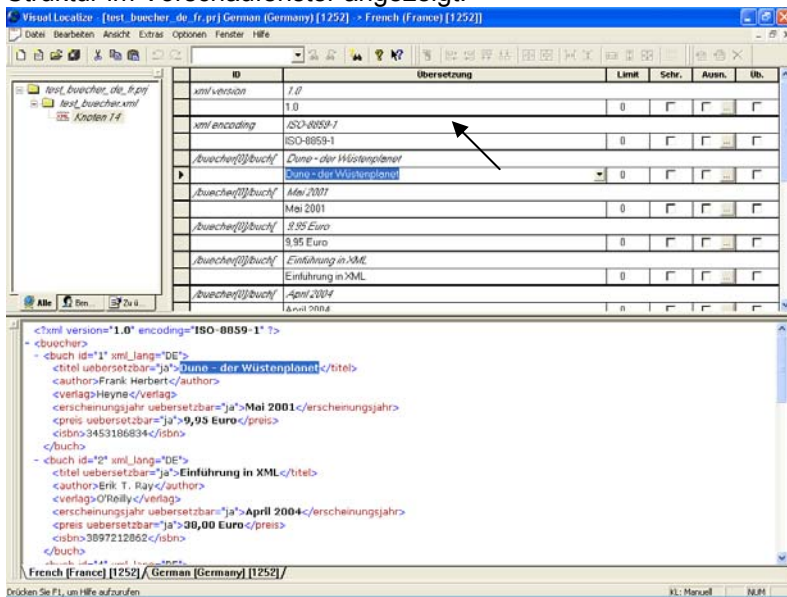 Struktur im Vorschaufenster angezeigt.
Visual Localize - [test_buecher_de_fr.prj German (Germany) [1252] -> French (France) [1252]]
Datei Bearbeiten Ansicht Extras Optionen Fenster Hilfe
test_buecher_de_fr.prj
test_buecher.xml
Knoten 14
Alle Ben... Zu ü...
ID Übersetzung Limit Schr. Ausn. Üb.
xml version 1.0
1.0 0
xml encoding ISO-8859-1
ISO-8859-1 0
/buecher[0]/buch[ Dune - der Wüstenplanet
Dune - der Wüstenplanet 0
/buecher[0]/buch[ Mai 2001
Mai 2001 0
/buecher[0]/buch[ 9,95 Euro
9,95 Euro 0
/buecher[0]/buch[ Einführung in XML
Einführung in XML 0
/buecher[0]/buch[ April 2004
April 2004 0
<?xml version="1.0" encoding="ISO-8859-1" ?>
- <buecher>
- <buch id="1" xml_lang="DE">
<titel uebersetzbar="ja">Dune - der Wüstenplanet</titel>
<author>Frank Herbert</author>
<verlag>Heyne</verlag>
<erscheinungsjahr uebersetzbar="ja">Mai 2001</erscheinungsjahr>
<preis uebersetzbar="ja">9,95 Euro</preis>
<isbn>3453186834</isbn>
</buch>
- <buch id="2" xml_lang="DE">
<titel uebersetzbar="ja">Einführung in XML</titel>
<author>Erik T. Ray</author>
<verlag>O'Reilly</verlag>
<erscheinungsjahr uebersetzbar="ja">April 2004</erscheinungsjahr>
<preis uebersetzbar="ja">38,00 Euro</preis>
<isbn>3897212862</isbn>
</buch>
French (France) [1252] German (Germany) [1252]
Drücken Sie F1, um Hilfe aufzurufen KL: Manuell NUM